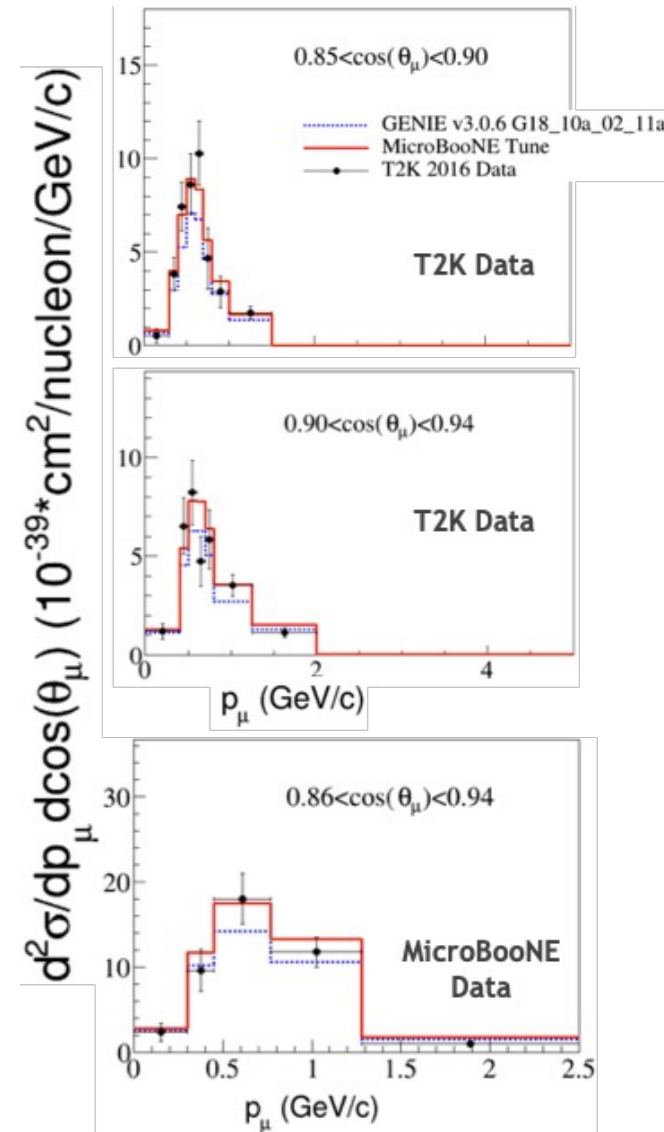 d²σ/dp_μ dcos(θ_μ) (10⁻³⁹*cm²/nucleon/GeV/c)
0.85<cos(θ_μ)<0.90
GENIE v3.0.6 G18_10a_02_11a
MicroBooNE Tune
T2K 2016 Data
T2K Data
15
10
5
0
0.90<cos(θ_μ)<0.94
T2K Data
10
5
0
0 2 4
p_μ (GeV/c)
0.86<cos(θ_μ)<0.94
MicroBooNE
Data
30
20
10
0
0 0.5 1 1.5 2 2.5
p_μ (GeV/c)